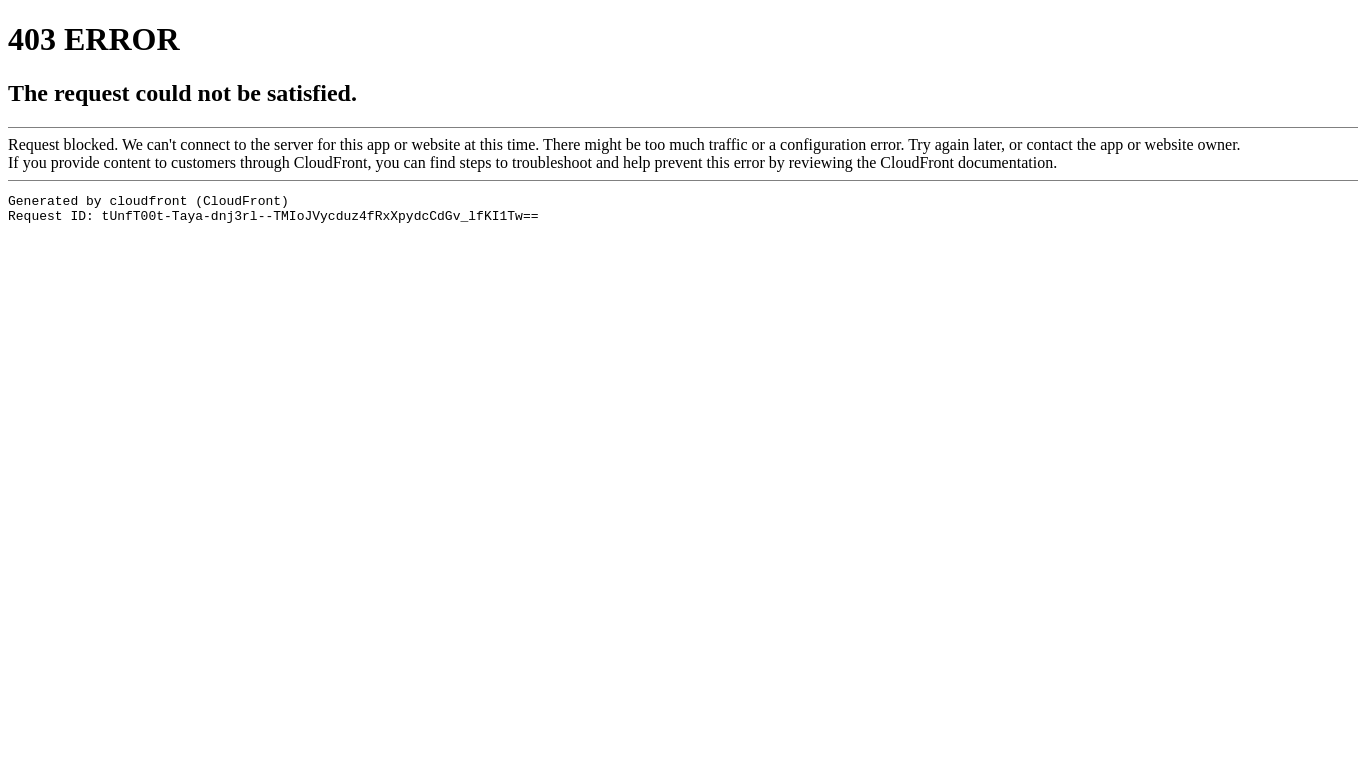 403 ERROR
The request could not be satisfied.
Request blocked. We can't connect to the server for this app or website at this time. There might be too much traffic or a configuration error. Try again later, or contact the app or website owner.
If you provide content to customers through CloudFront, you can find steps to troubleshoot and help prevent this error by reviewing the CloudFront documentation.
Generated by cloudfront (CloudFront)
Request ID: tUnfT00t-Taya-dnj3rl--TMIoJVycduz4fRxXpydcCdGv_lfKI1Tw==